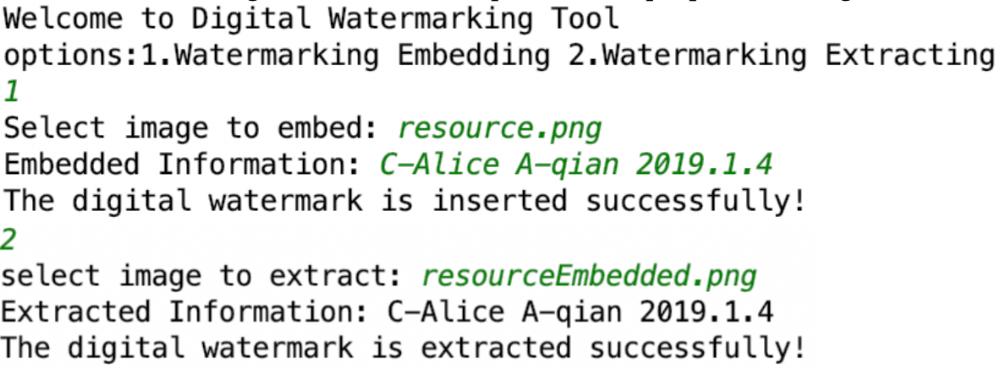 Welcome to Digital Watermarking Tool
options:1.Watermarking Embedding 2.Watermarking Extracting
1
Select image to embed: resource.png
Embedded Information: C-Alice A-qian 2019.1.4
The digital watermark is inserted successfully!
2
select image to extract: resourceEmbedded.png
Extracted Information: C-Alice A-qian 2019.1.4
The digital watermark is extracted successfully!